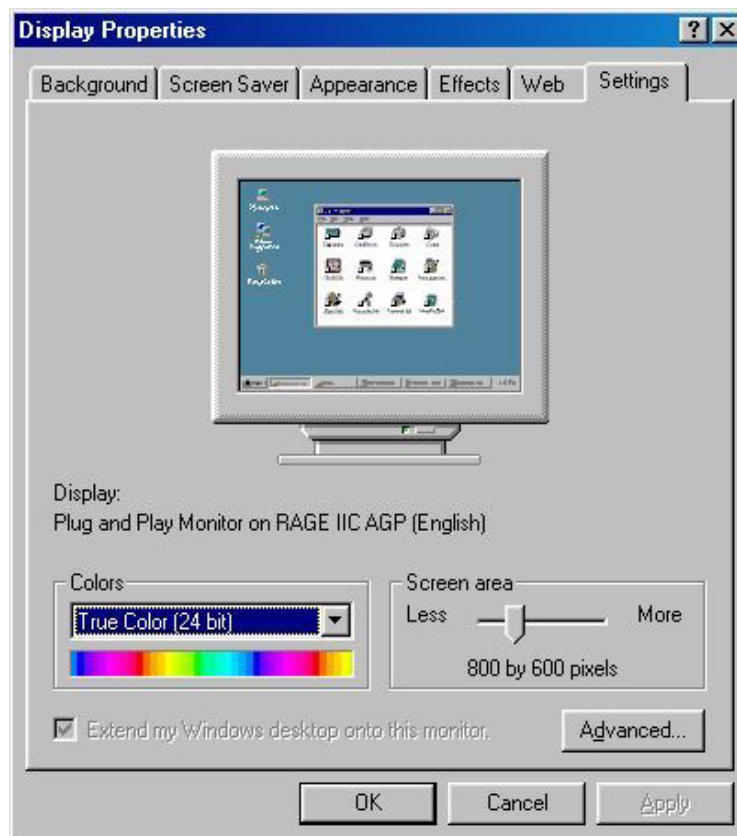 Display Properties
Background Screen Saver Appearance Effects Web Settings
Display:
Plug and Play Monitor on RAGE IIC AGP (English)
Colors
True Color (24 bit)
Screen area
Less More
800 by 600 pixels
Extend my Windows desktop onto this monitor.
Advanced...
OK Cancel Apply